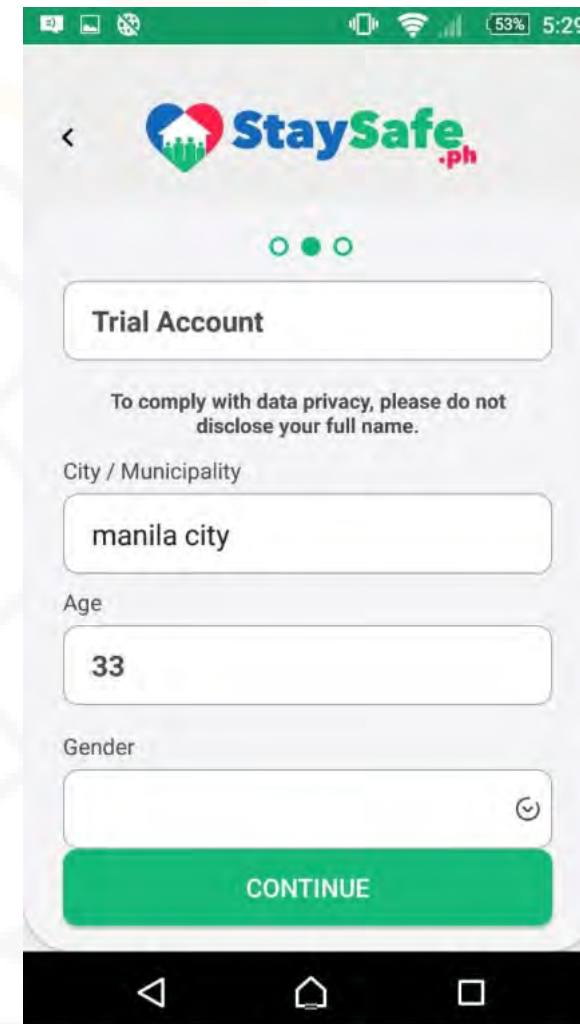 53% 5:29
StaySafe
.ph
Trial Account
To comply with data privacy, please do not
disclose your full name.
City / Municipality
manila city
Age
33
Gender
CONTINUE